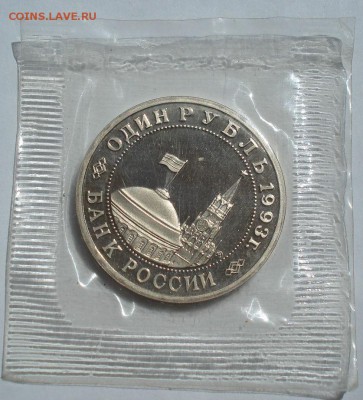 COINS.LAVE.RU
ОДИН РУБЛЬ 1993г.
БАНК РОССИИ